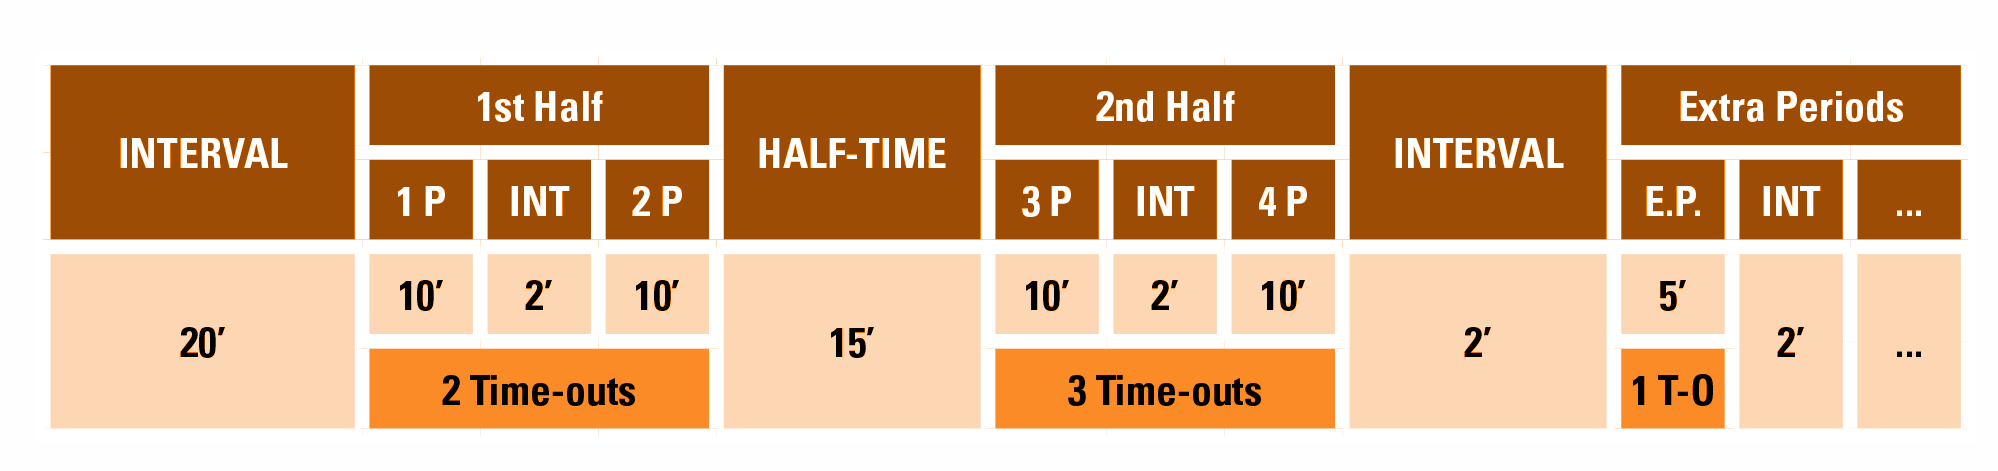 INTERVAL
1st Half
HALF-TIME
2nd Half
INTERVAL
Extra Periods
1 P
INT
2 P
3 P
INT
4 P
E.P.
INT
...
20′
10′
2′
10′
15′
10′
2′
10′
2′
5′
2′
...
2 Time-outs
3 Time-outs
1 T-O